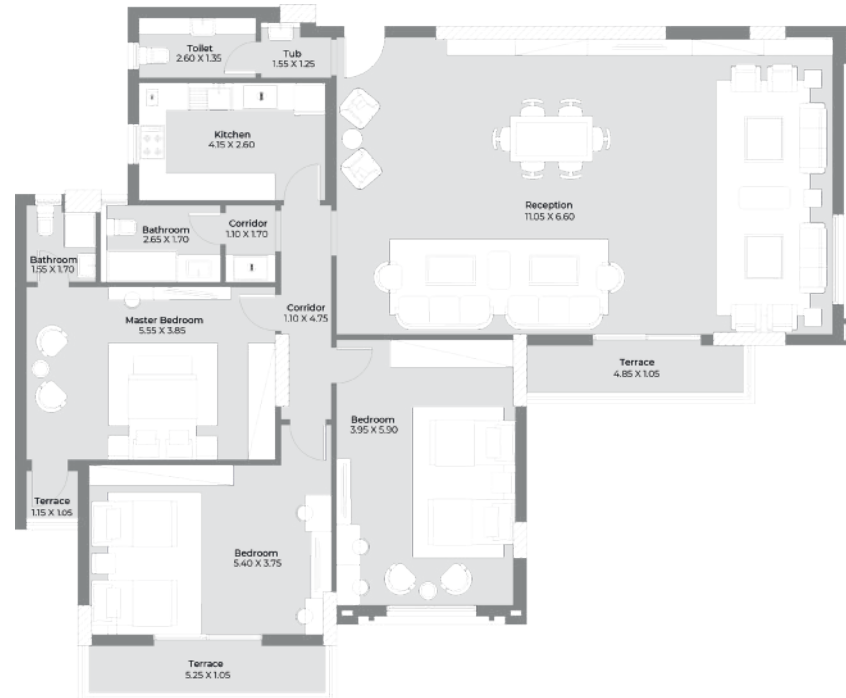 Toilet
2.60 X 1.35
Tub
1.55 X 1.25
Kitchen
4.15 X 2.60
Reception
11.05 X 6.60
Bathroom
2.65 X 1.70
Corridor
1.10 X 1.70
Bathroom
1.55 X 1.70
Corridor
1.10 X 4.75
Master Bedroom
5.55 X 3.85
Terrace
4.85 X 1.05
Bedroom
3.95 X 5.90
Terrace
1.15 X 1.05
Bedroom
5.40 X 3.75
Terrace
5.25 X 1.05